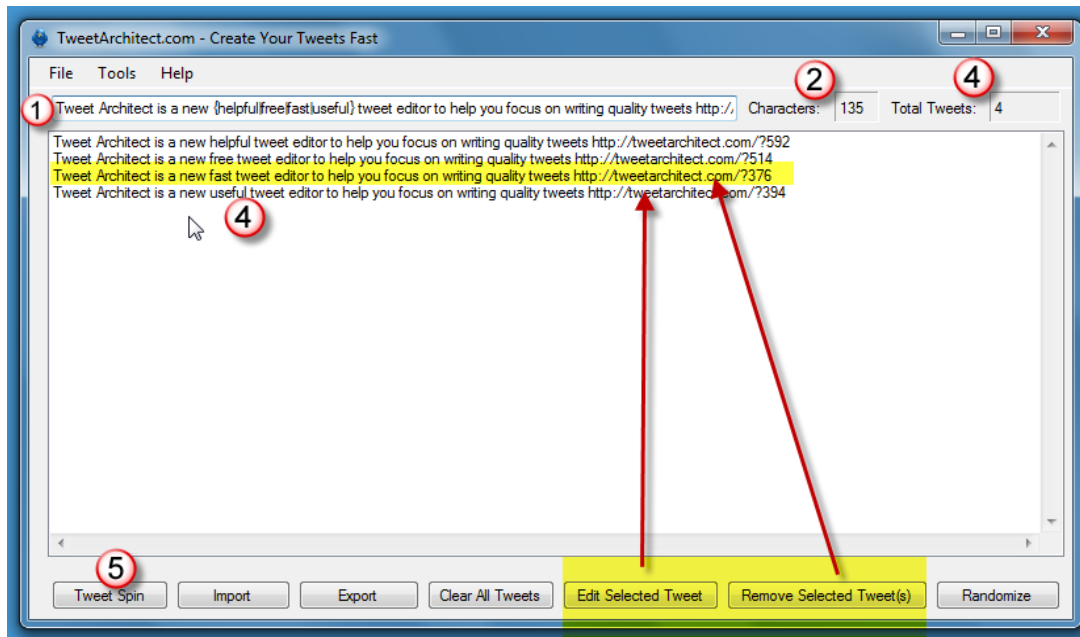 TweetArchitect.com - Create Your Tweets Fast
File Tools Help
2
4
1
Tweet Architect is a new {helpful|free|fast|useful} tweet editor to help you focus on writing quality tweets http:/
Characters: 135 Total Tweets: 4
Tweet Architect is a new helpful tweet editor to help you focus on writing quality tweets http://tweetarchitect.com/?592
Tweet Architect is a new free tweet editor to help you focus on writing quality tweets http://tweetarchitect.com/?514
Tweet Architect is a new fast tweet editor to help you focus on writing quality tweets http://tweetarchitect.com/?376
Tweet Architect is a new useful tweet editor to help you focus on writing quality tweets http://tweetarchitect.com/?394
4
5
Tweet Spin Import Export Clear All Tweets Edit Selected Tweet Remove Selected Tweet(s) Randomize